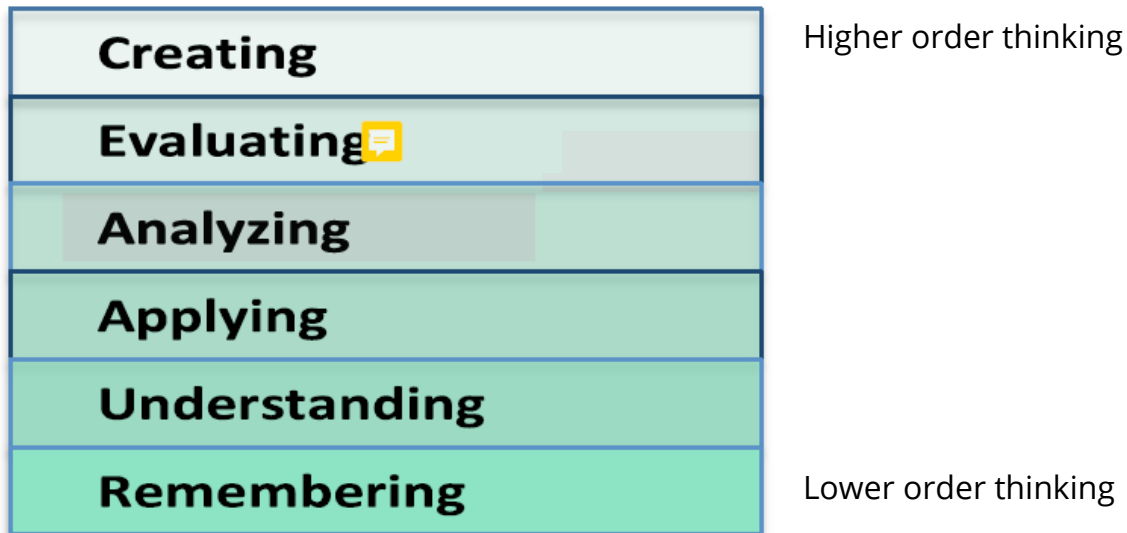 Creating
Higher order thinking
Evaluating
Analyzing
Applying
Understanding
Remembering
Lower order thinking